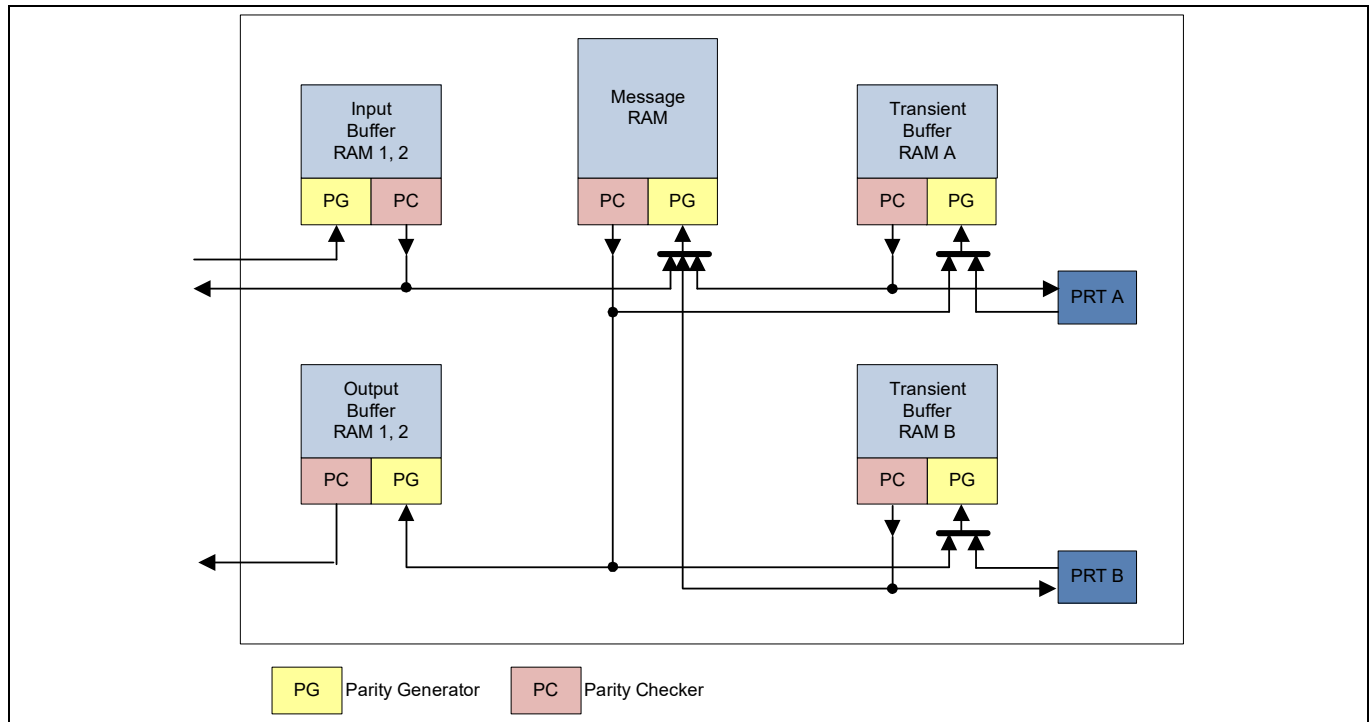 Input
Buffer
RAM 1, 2
PG
PC
Message
RAM
PC
PG
Transient
Buffer
RAM A
PC
PG
PRT A
Output
Buffer
RAM 1, 2
PC
PG
Transient
Buffer
RAM B
PC
PG
PRT B
PG Parity Generator
PC Parity Checker